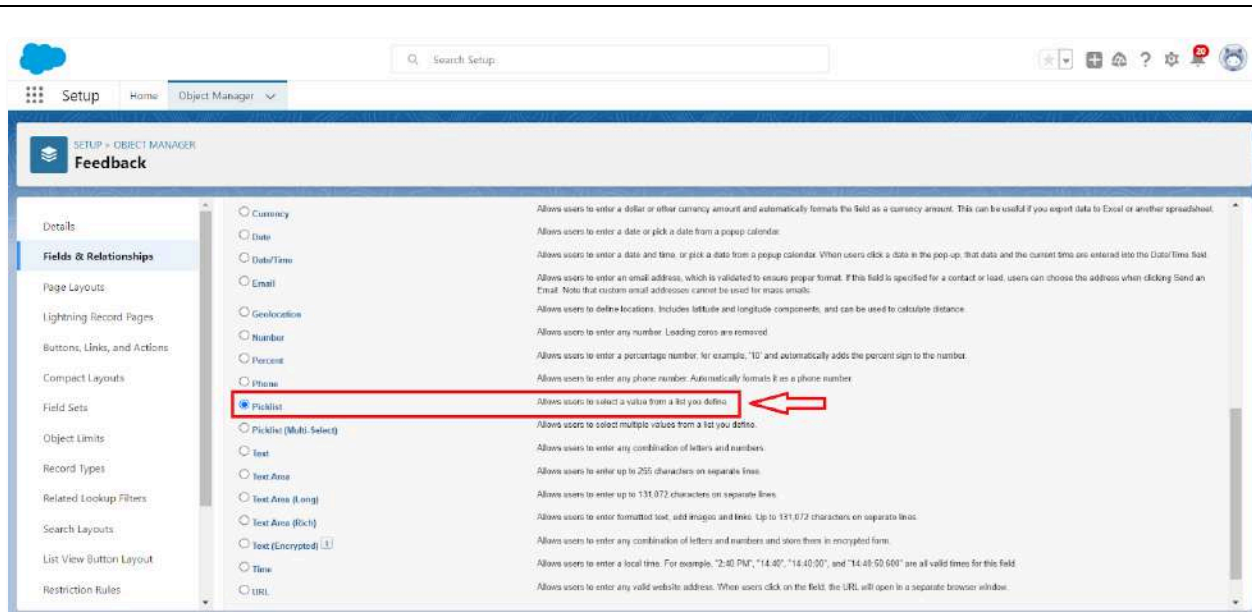 Search Setup
20
Setup Home Object Manager
SETUP > OBJECT MANAGER
Feedback
Details
Fields & Relationships
Page Layouts
Lightning Record Pages
Buttons, Links, and Actions
Compact Layouts
Field Sets
Object Limits
Record Types
Related Lookup Filters
Search Layouts
List View Button Layout
Restriction Rules
Currency Allows users to enter a dollar or other currency amount and automatically formats the field as a currency amount. This can be useful if you export data to Excel or another spreadsheet.
Date Allows users to enter a date or pick a date from a popup calendar.
Date/Time Allows users to enter a date and time, or pick a date from a popup calendar. When users click a date in the pop-up, that date and the current time are entered into the Date/Time field.
Email Allows users to enter an email address, which is validated to ensure proper format. If this field is specified for a contact or lead, users can choose the address when clicking Send an
Email. Note that custom email addresses cannot be used for mass emails.
Geolocation Allows users to define locations. Includes latitude and longitude components, and can be used to calculate distance.
Number Allows users to enter any number. Leading zeros are removed.
Percent Allows users to enter a percentage number, for example, '10' and automatically adds the percent sign to the number.
Phone Allows users to enter any phone number. Automatically formats it as a phone number.
Picklist Allows users to select a value from a list you define.
Picklist (Multi-Select) Allows users to select multiple values from a list you define.
Text Allows users to enter any combination of letters and numbers.
Text Area Allows users to enter up to 255 characters on separate lines.
Text Area (Long) Allows users to enter up to 131,072 characters on separate lines.
Text Area (Rich) Allows users to enter formatted text, add images and links. Up to 131,072 characters on separate lines.
Text (Encrypted) Allows users to enter any combination of letters and numbers and store them in encrypted form.
Time Allows users to enter a local time. For example, "2:40 PM", "14:40", "14:40:00", and "14:40:50.600" are all valid times for this field.
URL Allows users to enter any valid website address. When users click on the field, the URL will open in a separate browser window.